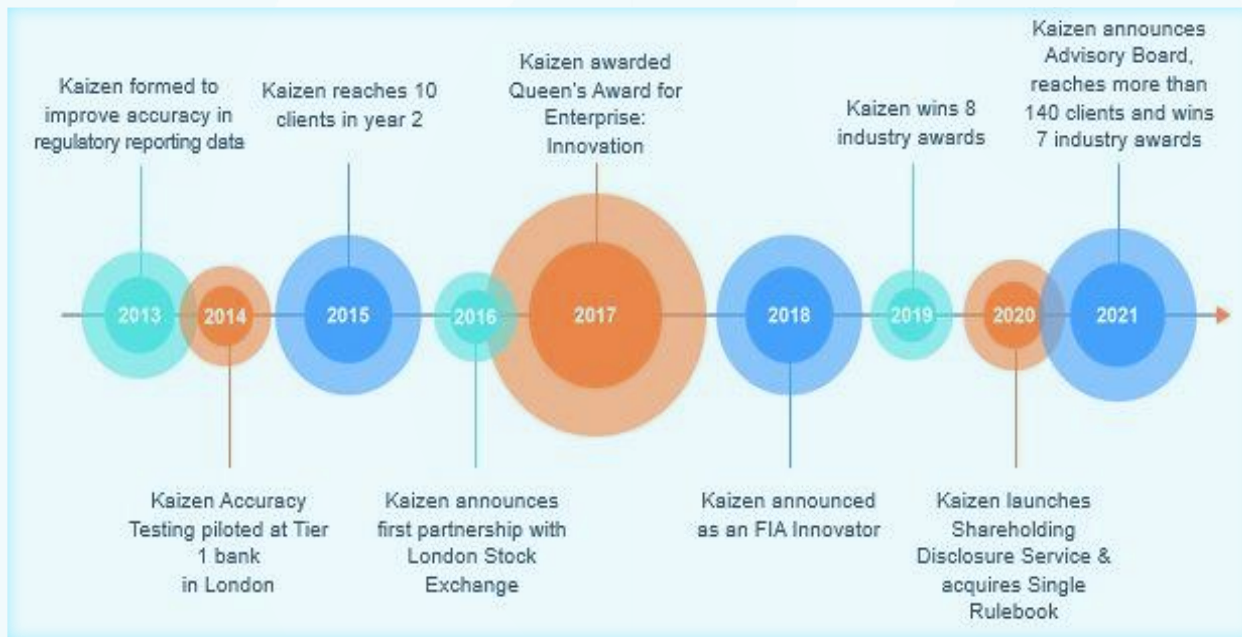 Kaizen formed to
improve accuracy in
regulatory reporting data
Kaizen reaches 10
clients in year 2
Kaizen awarded
Queen's Award for
Enterprise:
Innovation
Kaizen wins 8
industry awards
Kaizen announces
Advisory Board,
reaches more than
140 clients and wins
7 industry awards
2013
2014
2015
2016
2017
2018
2019
2020
2021
Kaizen Accuracy
Testing piloted at Tier
1 bank
in London
Kaizen announces
first partnership with
London Stock
Exchange
Kaizen announced
as an FIA Innovator
Kaizen launches
Shareholding
Disclosure Service &
acquires Single
Rulebook